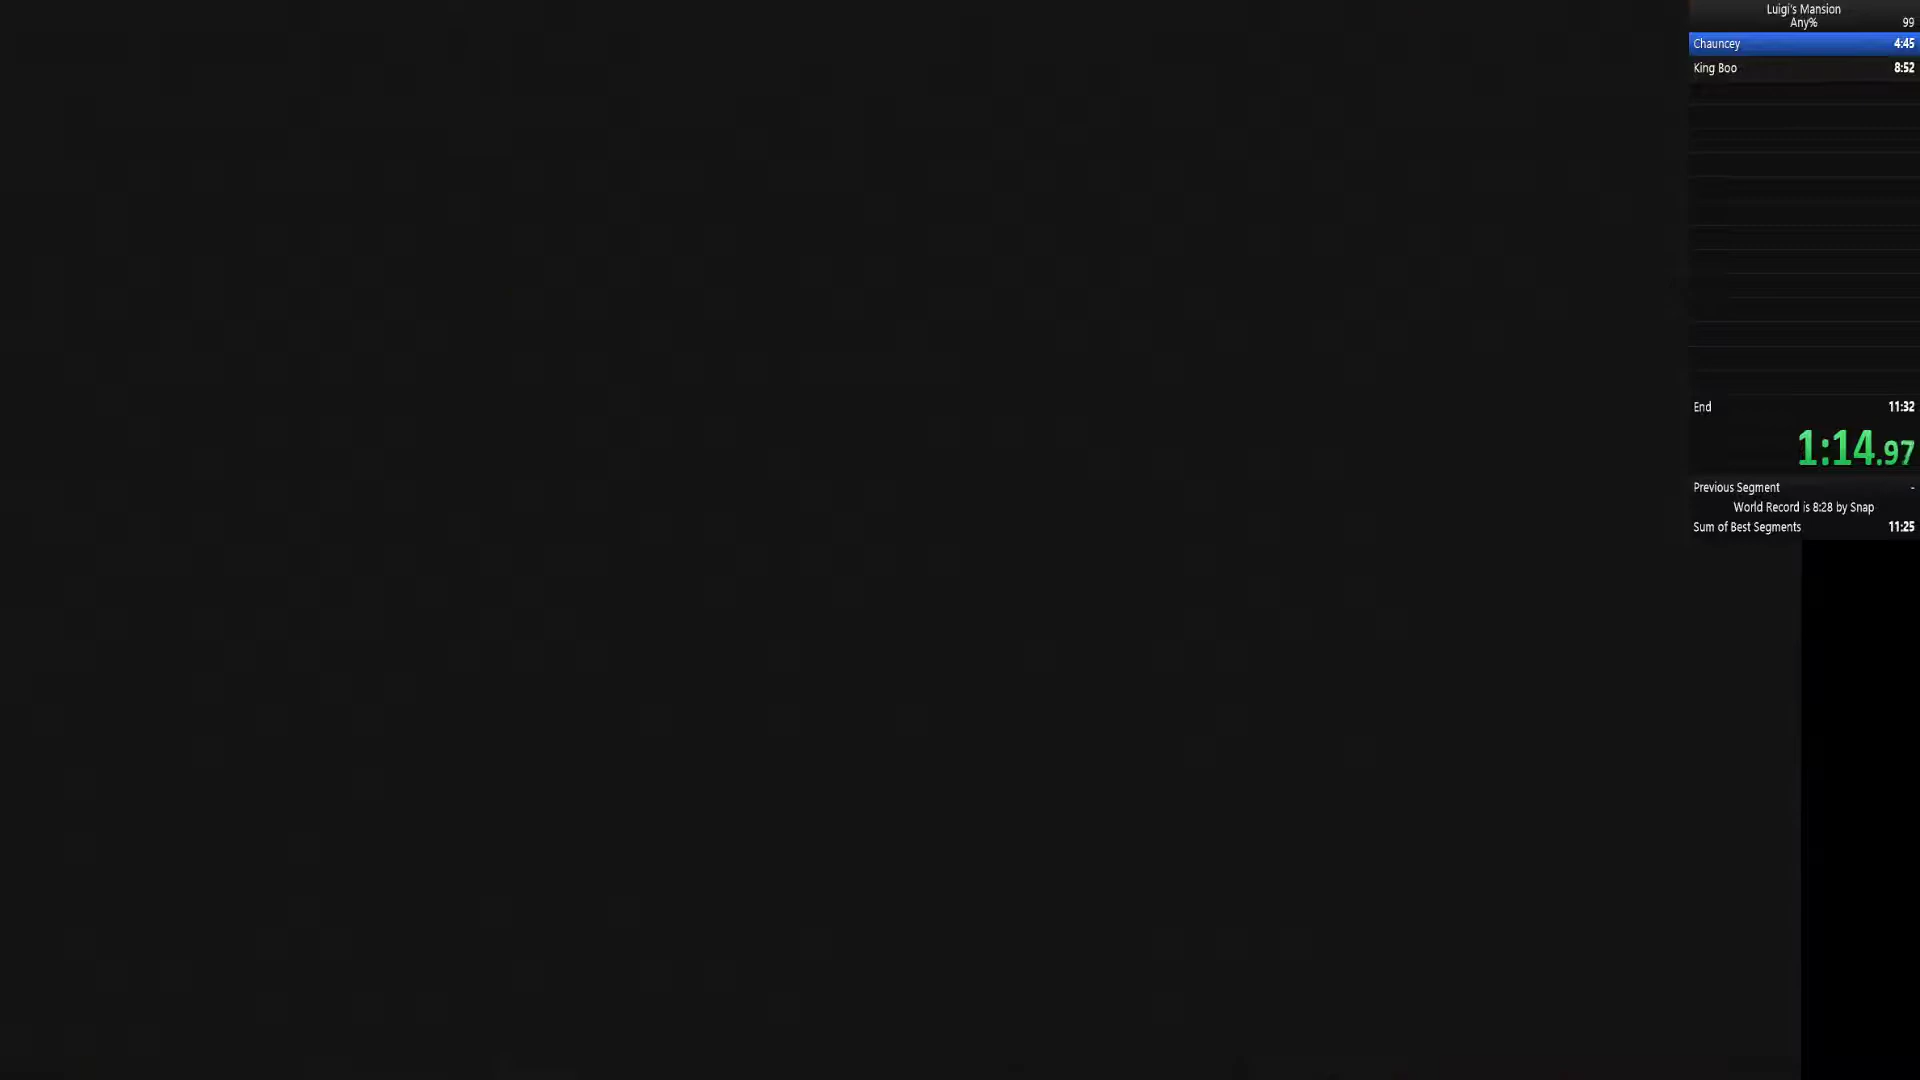 Luigi's Mansion
Any% 99
Chauncey 4:45
King Boo 8:52
End 11:32
1:14.97
Previous Segment -
World Record is 8:28 by Snap
Sum of Best Segments 11:25